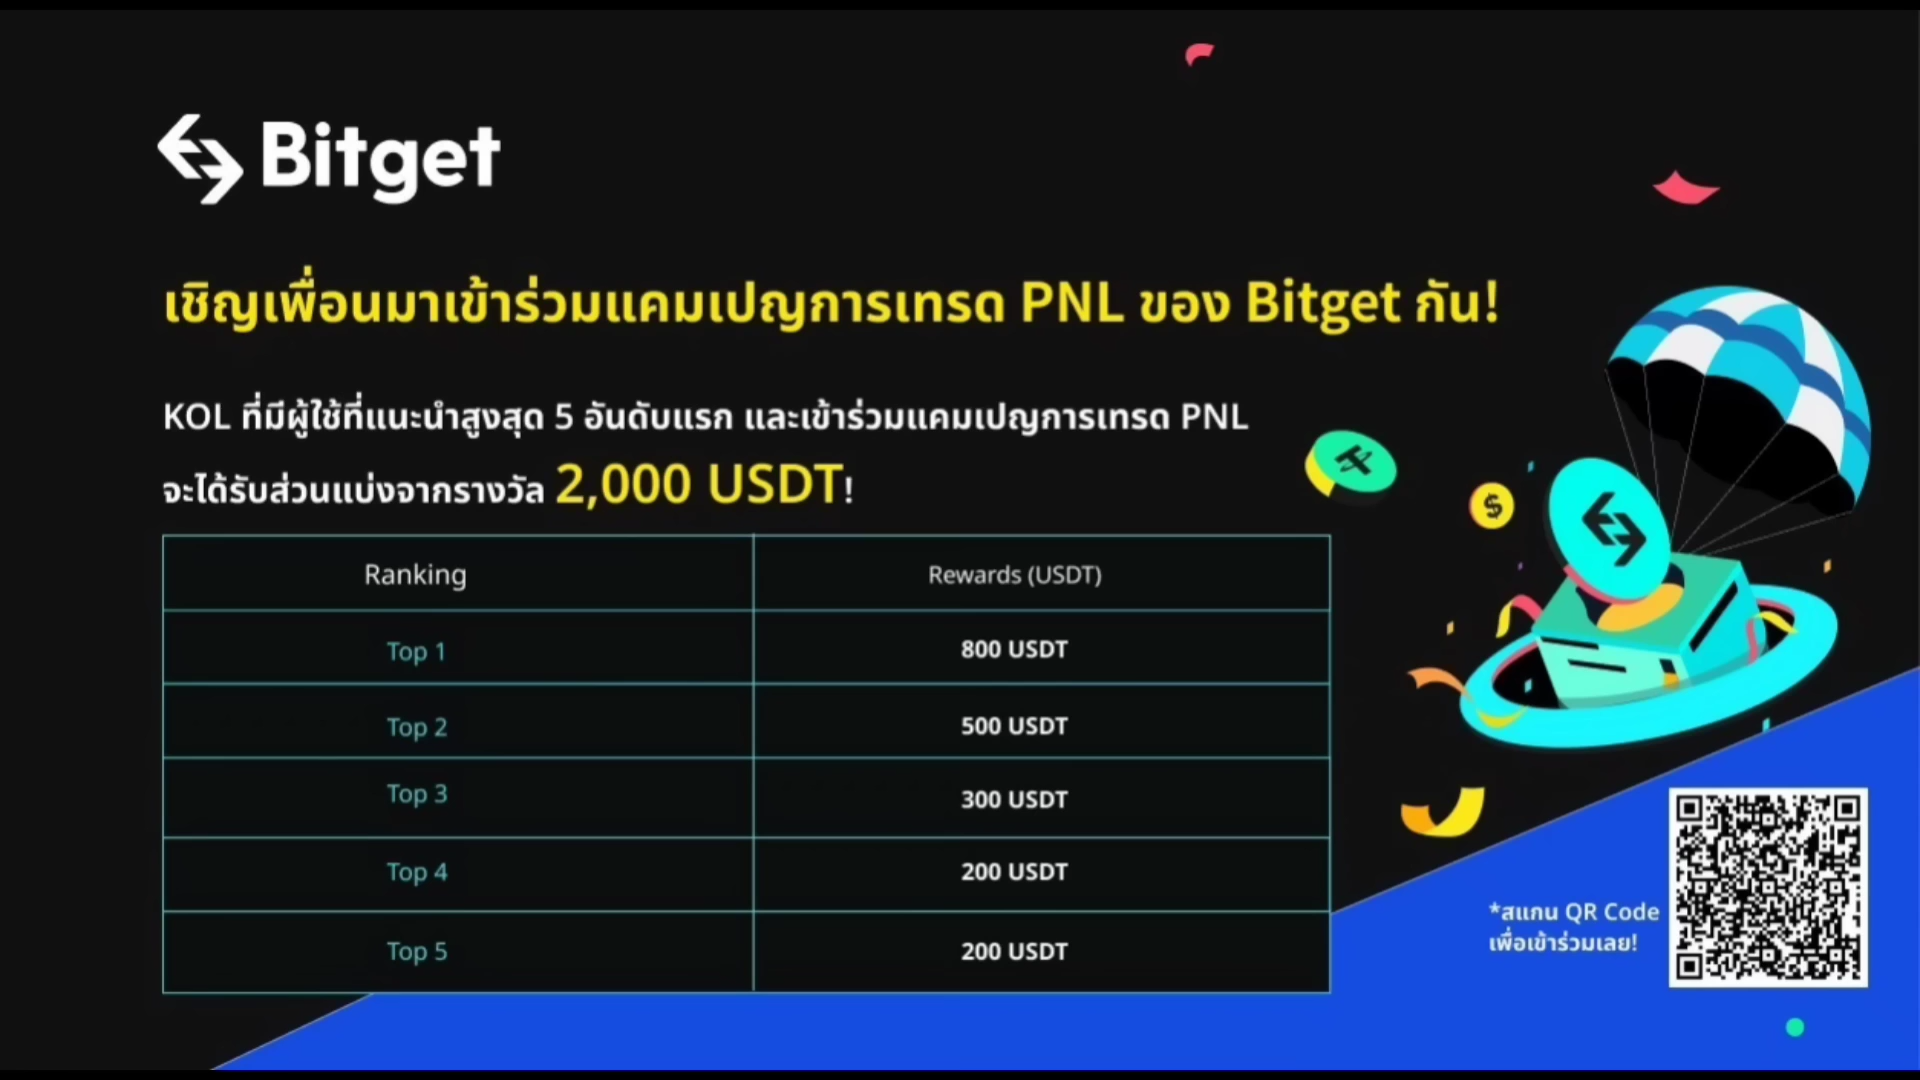 Bitget
เชิญเพื่อนมาเข้าร่วมแคมเปญการเทรด PNL ของ Bitget กัน!
KOL ที่มีผู้ใช้ที่แนะนำสูงสุด 5 อันดับแรก และเข้าร่วมแคมเปญการเทรด PNL
จะได้รับส่วนแบ่งจากรางวัล 2,000 USDT!
Ranking Rewards (USDT)
Top 1 800 USDT
Top 2 500 USDT
Top 3 300 USDT
Top 4 200 USDT
Top 5 200 USDT
*สแกน QR Code
เพื่อเข้าร่วมเลย!